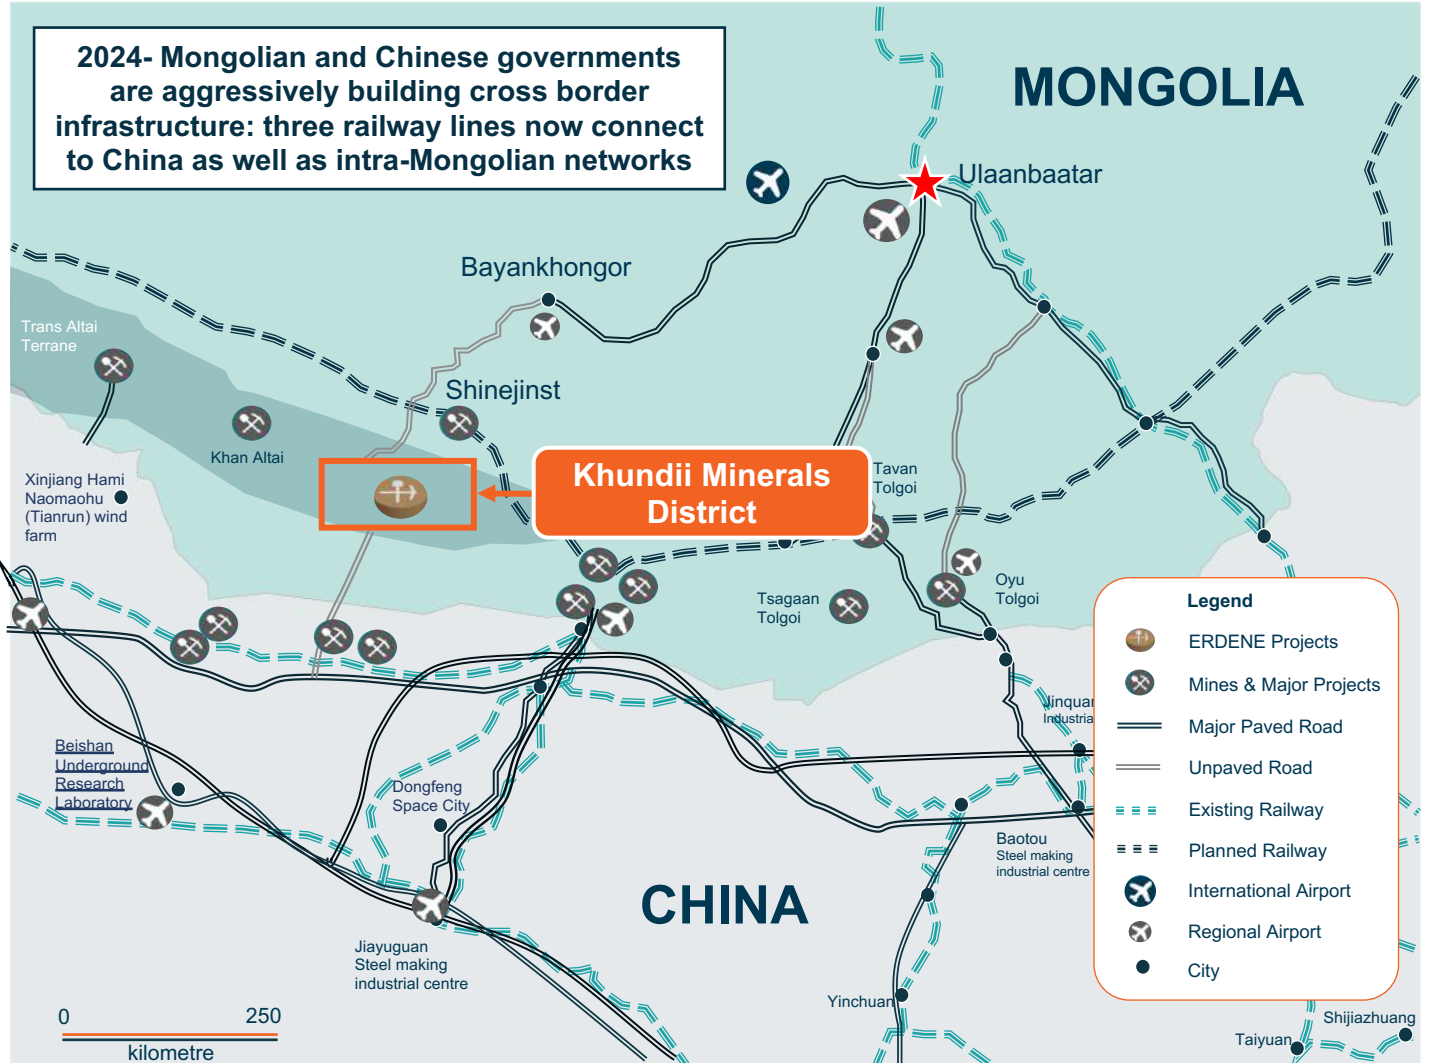 2024- Mongolian and Chinese governments
are aggressively building cross border
infrastructure: three railway lines now connect
to China as well as intra-Mongolian networks
MONGOLIA
Ulaanbaatar
Bayankhongor
Trans Altai
Terrane
Shinejinst
Khan Altai
Khundii Minerals
District
Xinjiang Hami
Naomaohu
(Tianrun) wind
farm
Tavan
Tolgoi
Tsagaan
Tolgoi
Oyu
Tolgoi
Legend
ERDENE Projects
Mines & Major Projects
Major Paved Road
Unpaved Road
Existing Railway
Planned Railway
International Airport
Regional Airport
City
Industrial
Beishan
Underground
Research
Laboratory
Dongfeng
Space City
Baotou
Steel making
industrial centre
CHINA
Jiayuguan
Steel making
industrial centre
Yinchuan
Shijiazhuang
Taiyuan
0 250
kilometre